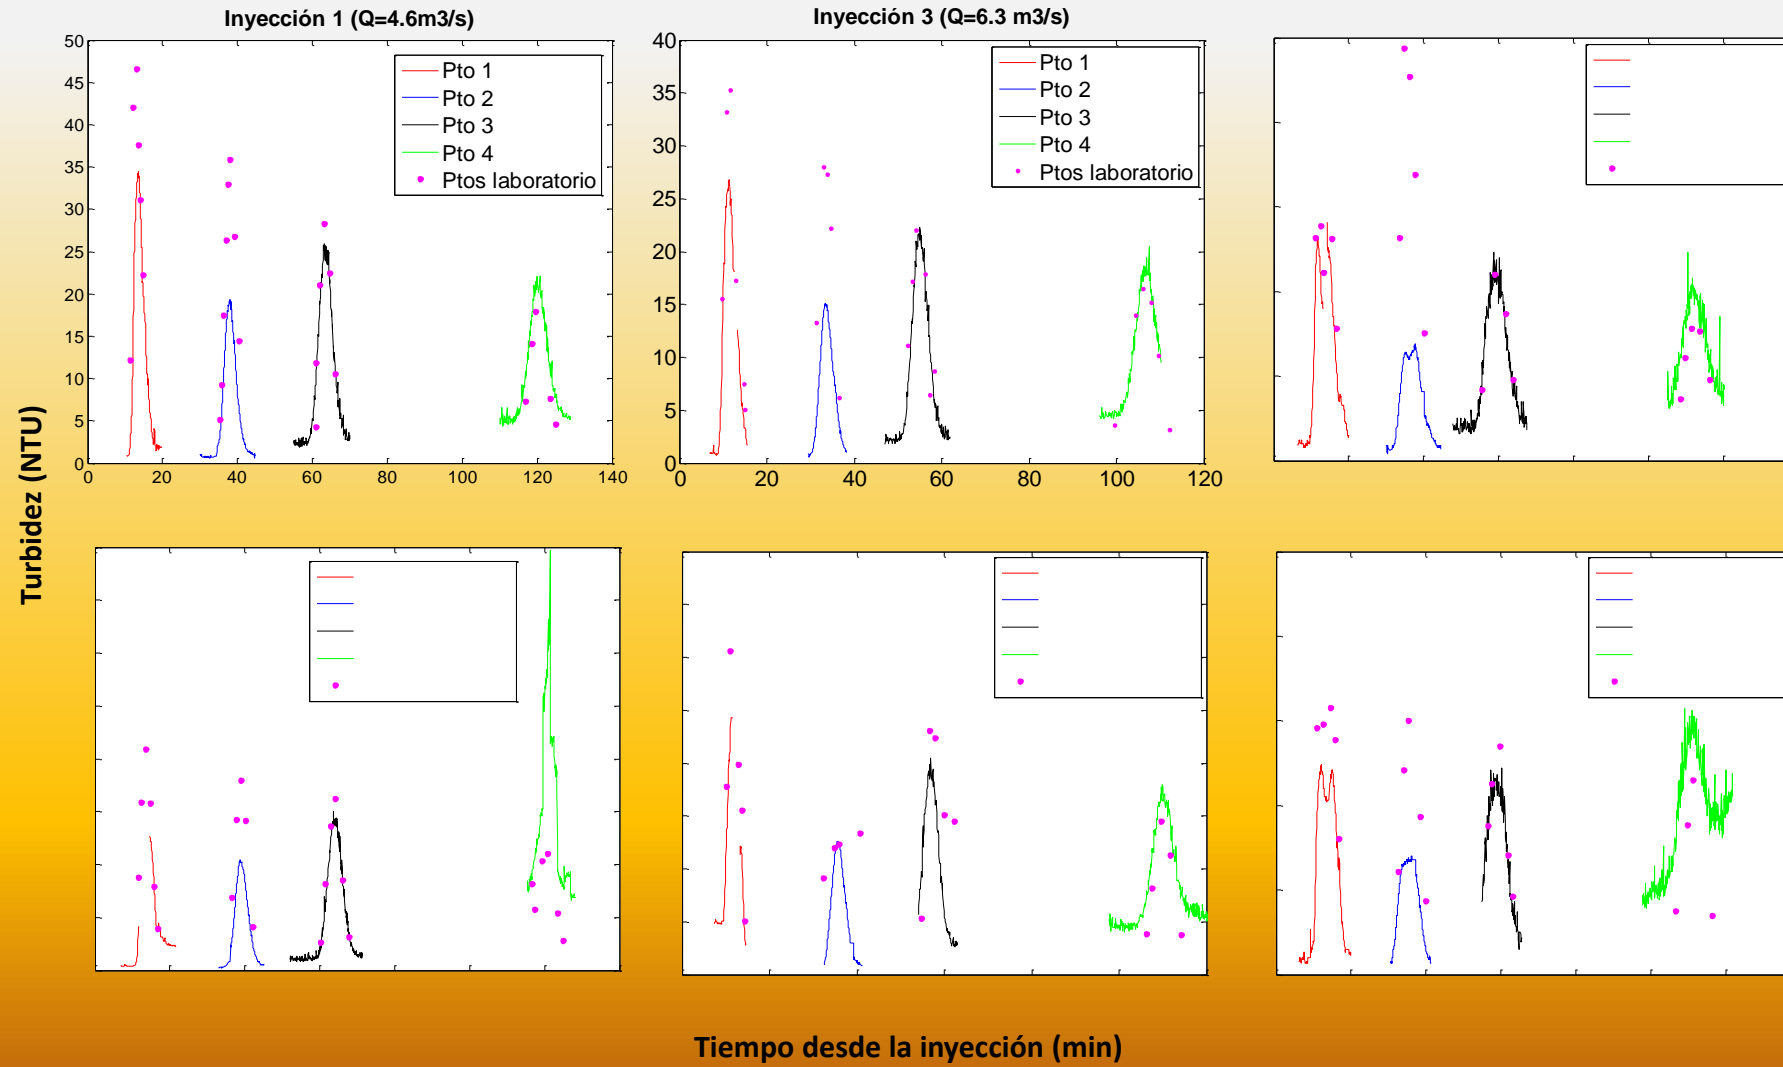 Inyección 1 (Q=4.6m3/s)
Inyección 3 (Q=6.3 m3/s)
50
45
40
35
30
25
20
15
10
5
0
0 20 40 60 80 100 120 140
Pto 1
Pto 2
Pto 3
Pto 4
Ptos laboratorio
40
35
30
25
20
15
10
5
0
0 20 40 60 80 100 120
Pto 1
Pto 2
Pto 3
Pto 4
Ptos laboratorio
Turbidez (NTU)
Tiempo desde la inyección (min)